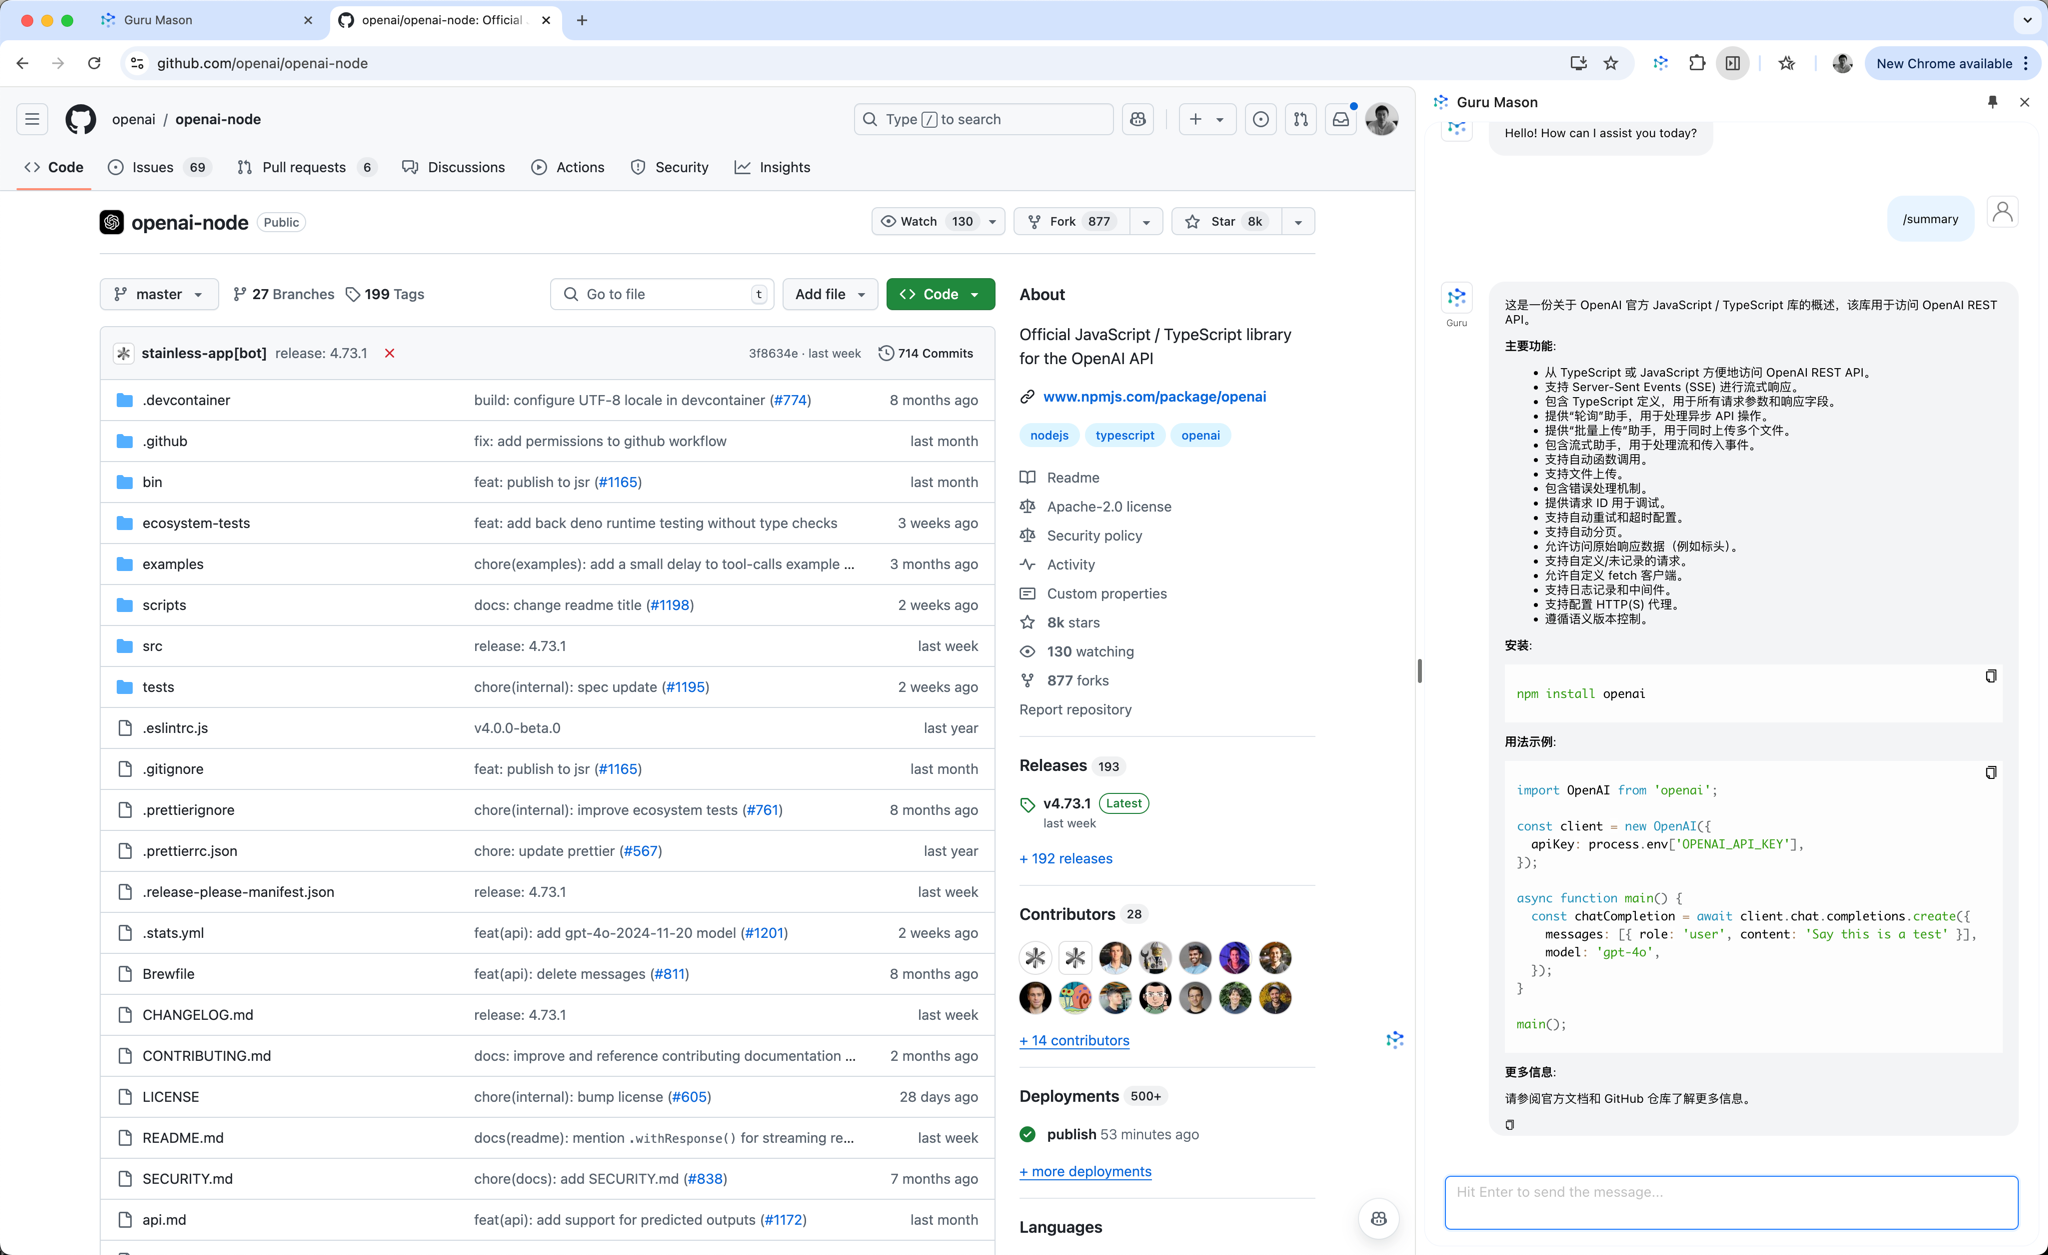 Guru Mason
openai/openai-node: Official
github.com/openai/openai-node
New Chrome available
openai / openai-node
Type / to search
Code
Issues 69
Pull requests 6
Discussions
Actions
Security
Insights
openai-node Public
Watch 130
Fork 877
Star 8k
master
27 Branches
199 Tags
Go to file t
Add file
Code
stainless-app[bot] release: 4.73.1
3f8634e · last week
714 Commits
.devcontainer build: configure UTF-8 locale in devcontainer (#774) 8 months ago
.github fix: add permissions to github workflow last month
bin feat: publish to jsr (#1165) last month
ecosystem-tests feat: add back deno runtime testing without type checks 3 weeks ago
examples chore(examples): add a small delay to tool-calls example ... 3 months ago
scripts docs: change readme title (#1198) 2 weeks ago
src release: 4.73.1 last week
tests chore(internal): spec update (#1195) 2 weeks ago
.eslintrc.js v4.0.0-beta.0 last year
.gitignore feat: publish to jsr (#1165) last month
.prettierignore chore(internal): improve ecosystem tests (#761) 8 months ago
.prettierrc.json chore: update prettier (#567) last year
.release-please-manifest.json release: 4.73.1 last week
.stats.yml feat(api): add gpt-4o-2024-11-20 model (#1201) 2 weeks ago
Brewfile feat(api): delete messages (#811) 8 months ago
CHANGELOG.md release: 4.73.1 last week
CONTRIBUTING.md docs: improve and reference contributing documentation ... 2 months ago
LICENSE chore(internal): bump license (#605) 28 days ago
README.md docs(readme): mention .withResponse() for streaming re... last week
SECURITY.md chore(docs): add SECURITY.md (#838) 7 months ago
api.md feat(api): add support for predicted outputs (#1172) last month
About
Official JavaScript / TypeScript library
for the OpenAI API
www.npmjs.com/package/openai
nodejs typescript openai
Readme
Apache-2.0 license
Security policy
Activity
Custom properties
8k stars
130 watching
877 forks
Report repository
Releases 193
v4.73.1 Latest
last week
+ 192 releases
Contributors 28
+ 14 contributors
Deployments 500+
publish 53 minutes ago
+ more deployments
Languages
Guru Mason
Hello! How can I assist you today?
/summary
Guru
这是一份关于 OpenAI 官方 JavaScript / TypeScript 库的概述，该库用于访问 OpenAI REST
API。
主要功能:
• 从 TypeScript 或 JavaScript 方便地访问 OpenAI REST API。
• 支持 Server-Sent Events (SSE) 进行流式响应。
• 包含 TypeScript 定义，用于所有请求参数和响应字段。
• 提供“轮询”助手，用于处理异步 API 操作。
• 提供“批量上传”助手，用于同时上传多个文件。
• 包含流式助手，用于处理流和传入事件。
• 支持自动函数调用。
• 支持文件上传。
• 包含错误处理机制。
• 提供请求 ID 用于调试。
• 支持自动重试和超时配置。
• 支持自动分页。
• 允许访问原始响应数据（例如标头）。
• 支持自定义/未记录的请求。
• 允许自定义 fetch 客户端。
• 支持日志记录和中间件。
• 支持配置 HTTP(S) 代理。
• 遵循语义版本控制。
安装:
npm install openai
用法示例:
import OpenAI from 'openai';
const client = new OpenAI({
apiKey: process.env['OPENAI_API_KEY'],
});
async function main() {
const chatCompletion = await client.chat.completions.create({
messages: [{ role: 'user', content: 'Say this is a test' }],
model: 'gpt-4o',
});
}
main();
更多信息:
请参阅官方文档和 GitHub 仓库了解更多信息。
Hit Enter to send the message...